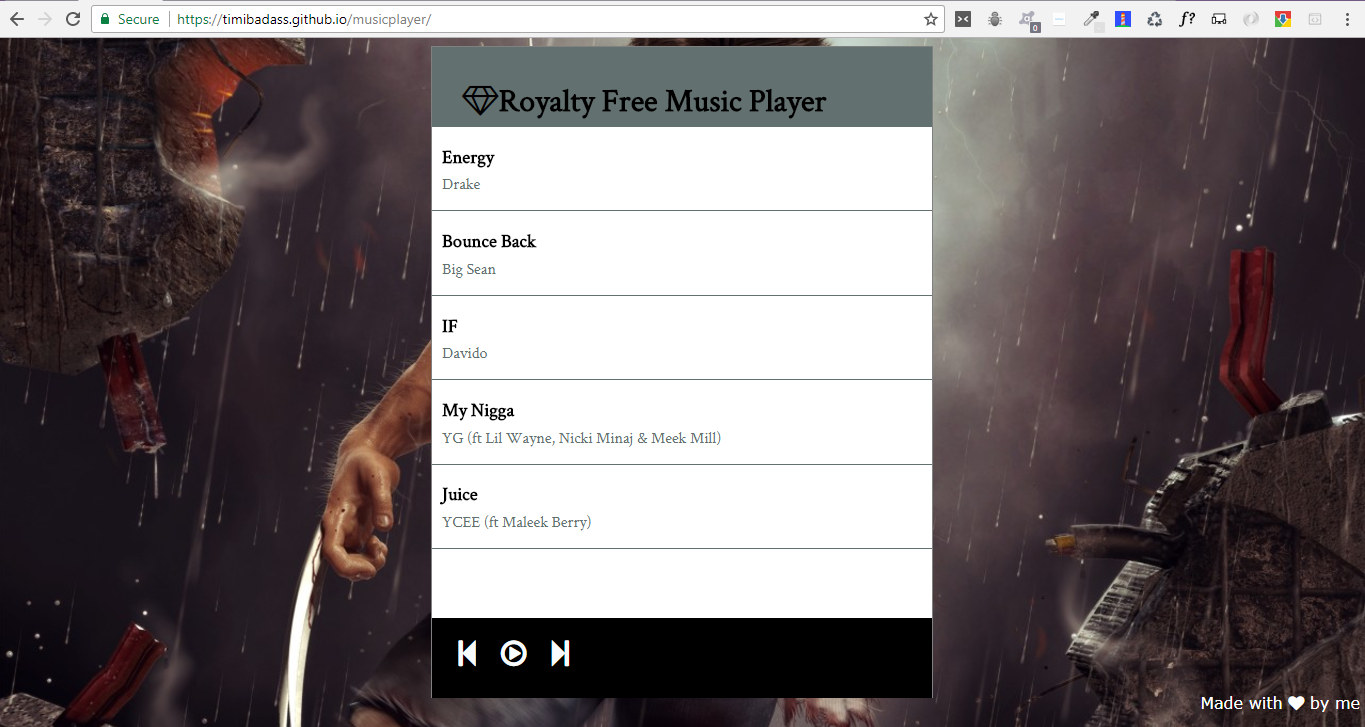 Secure https://timibadass.github.io/musicplayer/
f?
0
Royalty Free Music Player
Energy
Drake
Bounce Back
Big Sean
IF
Davido
My Nigga
YG (ft Lil Wayne, Nicki Minaj & Meek Mill)
Juice
YCEE (ft Maleek Berry)
Made with ♥ by me